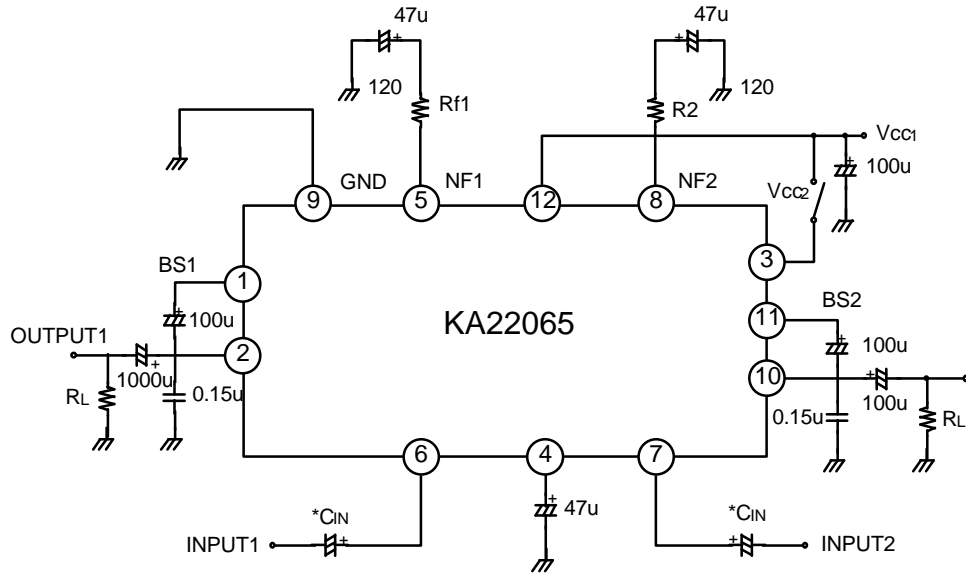 47u
47u
120
Rf1
120
R2
Vcc1
100u
GND
NF1
NF2
Vcc2
9
5
12
8
3
BS1
1
BS2
11
KA22065
100u
100u
OUTPUT1
2
10
1000u
0.15u
RL
100u
0.15u
RL
6
4
7
*CIN
47u
*CIN
INPUT1
INPUT2